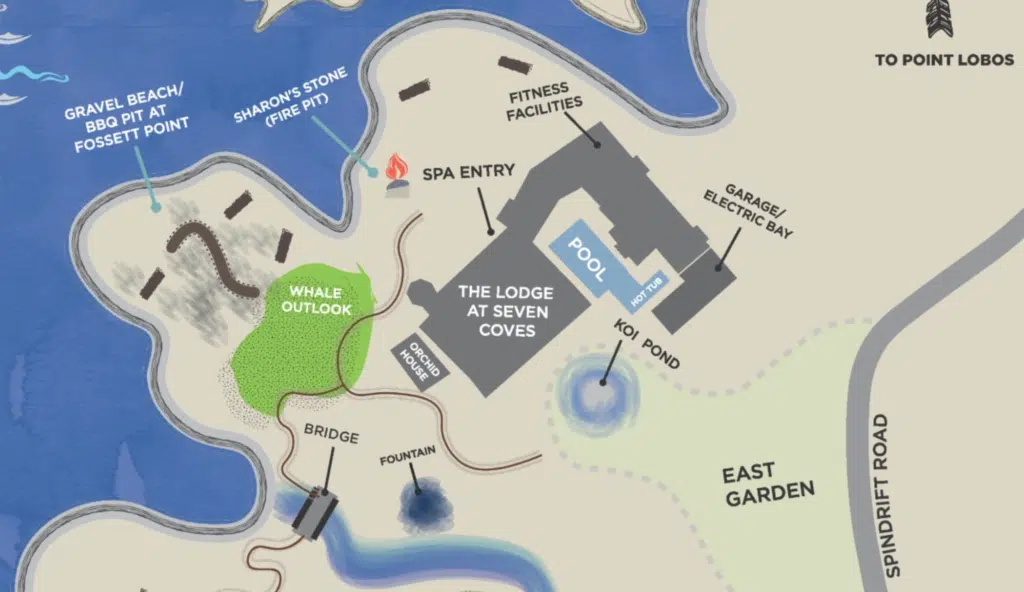 TO POINT LOBOS
GRAVEL BEACH/
BBQ PIT AT
FOSSETT POINT
SHARON'S STONE
(FIRE PIT)
FITNESS
FACILITIES
SPA ENTRY
GARAGE/
ELECTRIC BAY
POOL
HOT TUB
WHALE
OUTLOOK
THE LODGE
AT SEVEN
COVES
ORCHID
HOUSE
KOI POND
BRIDGE
FOUNTAIN
EAST
GARDEN
SPINDRIFT ROAD